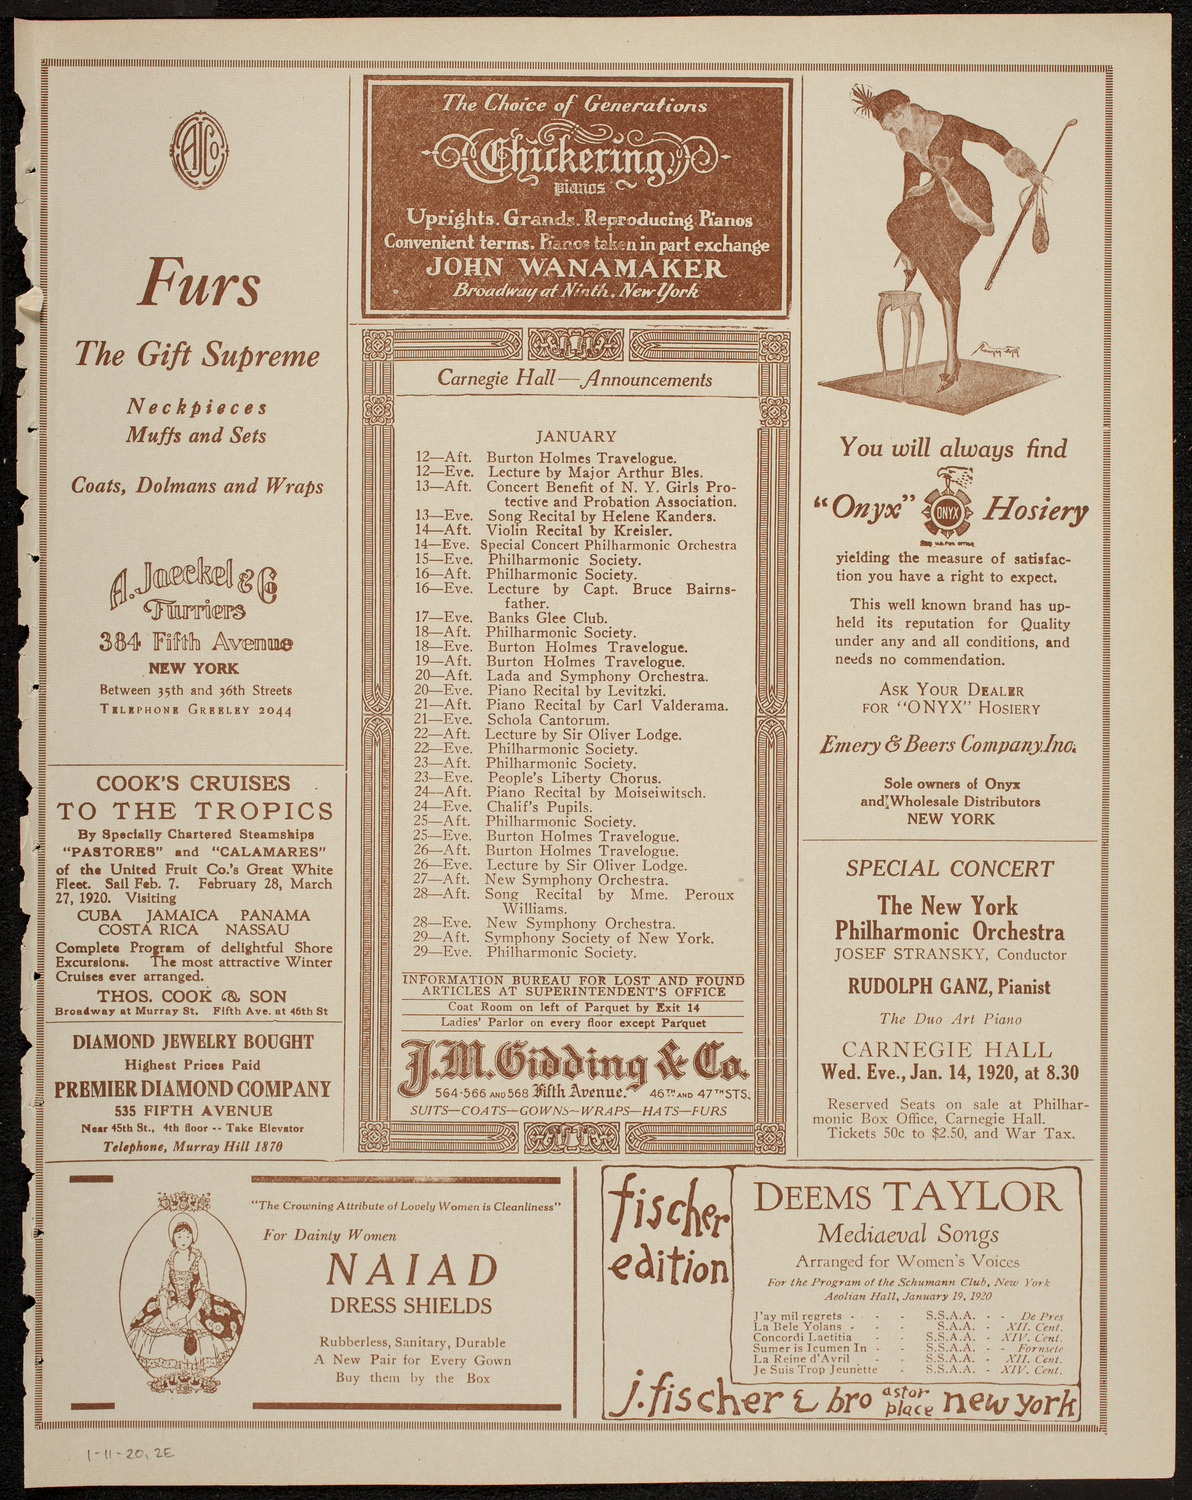 AJCo
Furs
The Gift Supreme
Neckpieces
Muffs and Sets
Coats, Dolmans and Wraps
A. Jaeckel & Co
Furriers
384 Fifth Avenue
NEW YORK
Between 35th and 36th Streets
TELEPHONE GREELEY 2044
COOK'S CRUISES
TO THE TROPICS
By Specially Chartered Steamships
"PASTORES" and "CALAMARES"
of the United Fruit Co.'s Great White
Fleet. Sail Feb. 7. February 28, March
27, 1920. Visiting
CUBA JAMAICA PANAMA
COSTA RICA NASSAU
Complete Program of delightful Shore
Excursions. The most attractive Winter
Cruises ever arranged.
THOS. COOK & SON
Broadway at Murray St. Fifth Ave. at 46th St
DIAMOND JEWELRY BOUGHT
Highest Prices Paid
PREMIER DIAMOND COMPANY
535 FIFTH AVENUE
Near 45th St., 4th floor -- Take Elevator
Telephone, Murray Hill 1870
The Choice of Generations
Chickering
pianos
Uprights. Grands. Reproducing Pianos
Convenient terms. Pianos taken in part exchange
JOHN WANAMAKER
Broadway at Ninth, New York
Carnegie Hall—Announcements
JANUARY
12—Aft. Burton Holmes Travelogue.
12—Eve. Lecture by Major Arthur Bles.
13—Aft. Concert Benefit of N. Y. Girls Pro-
tective and Probation Association.
13—Eve. Song Recital by Helene Kanders.
14—Aft. Violin Recital by Kreisler.
14—Eve. Special Concert Philharmonic Orchestra
15—Eve. Philharmonic Society.
16—Aft. Philharmonic Society.
16—Eve. Lecture by Capt. Bruce Bairns-
father.
17—Eve. Banks Glee Club.
18—Aft. Philharmonic Society.
18—Eve. Burton Holmes Travelogue.
19—Aft. Burton Holmes Travelogue.
20—Aft. Lada and Symphony Orchestra.
20—Eve. Piano Recital by Levitzki.
21—Aft. Piano Recital by Carl Valderama.
21—Eve. Schola Cantorum.
22—Aft. Lecture by Sir Oliver Lodge.
22—Eve. Philharmonic Society.
23—Aft. Philharmonic Society.
23—Eve. People's Liberty Chorus.
24—Aft. Piano Recital by Moiseiwitsch.
24—Eve. Chalif's Pupils.
25—Aft. Philharmonic Society.
25—Eve. Burton Holmes Travelogue.
26—Aft. Burton Holmes Travelogue.
26—Eve. Lecture by Sir Oliver Lodge.
27—Aft. New Symphony Orchestra.
28—Aft. Song Recital by Mme. Peroux
Williams.
28—Eve. New Symphony Orchestra.
29—Aft. Symphony Society of New York.
29—Eve. Philharmonic Society.
INFORMATION BUREAU FOR LOST AND FOUND
ARTICLES AT SUPERINTENDENT'S OFFICE
Coat Room on left of Parquet by Exit 14
Ladies' Parlor on every floor except Parquet
J.M. Gidding & Co.
564-566 AND 568 Fifth Avenue. 46TH AND 47TH STS.
SUITS—COATS—GOWNS—WRAPS—HATS—FURS
You will always find
"Onyx" ONYX Hosiery
yielding the measure of satisfac-
tion you have a right to expect.
This well known brand has up-
held its reputation for Quality
under any and all conditions, and
needs no commendation.
ASK YOUR DEALER
FOR "ONYX" HOSIERY
Emery & Beers Company, Inc.
Sole owners of Onyx
and Wholesale Distributors
NEW YORK
SPECIAL CONCERT
The New York
Philharmonic Orchestra
JOSEF STRANSKY, Conductor
RUDOLPH GANZ, Pianist
The Duo Art Piano
CARNEGIE HALL
Wed. Eve., Jan. 14, 1920, at 8.30
Reserved Seats on sale at Philhar-
monic Box Office, Carnegie Hall.
Tickets 50c to $2.50, and War Tax.
"The Crowning Attribute of Lovely Women is Cleanliness"
For Dainty Women
NAIAD
DRESS SHIELDS
Rubberless, Sanitary, Durable
A New Pair for Every Gown
Buy them by the Box
fischer
edition
DEEMS TAYLOR
Mediaeval Songs
Arranged for Women's Voices
For the Program of the Schumann Club, New York
Aeolian Hall, January 19, 1920
J'ay mil regrets - - - S.S.A.A. - - De Pres
La Bele Yolans - - - S.A.A. - XII. Cent.
Concordi Laetitia - - S.S.A.A. - XIV. Cent.
Sumer is Icumen In - - S.S.A.A. - - Fornsete
La Reine d'Avril - - S.S.A.A. - XII. Cent.
Je Suis Trop Jeunette - S.S.A.A. - XIV. Cent.
j. fischer & bro astor place new york
1-11-20, 2E